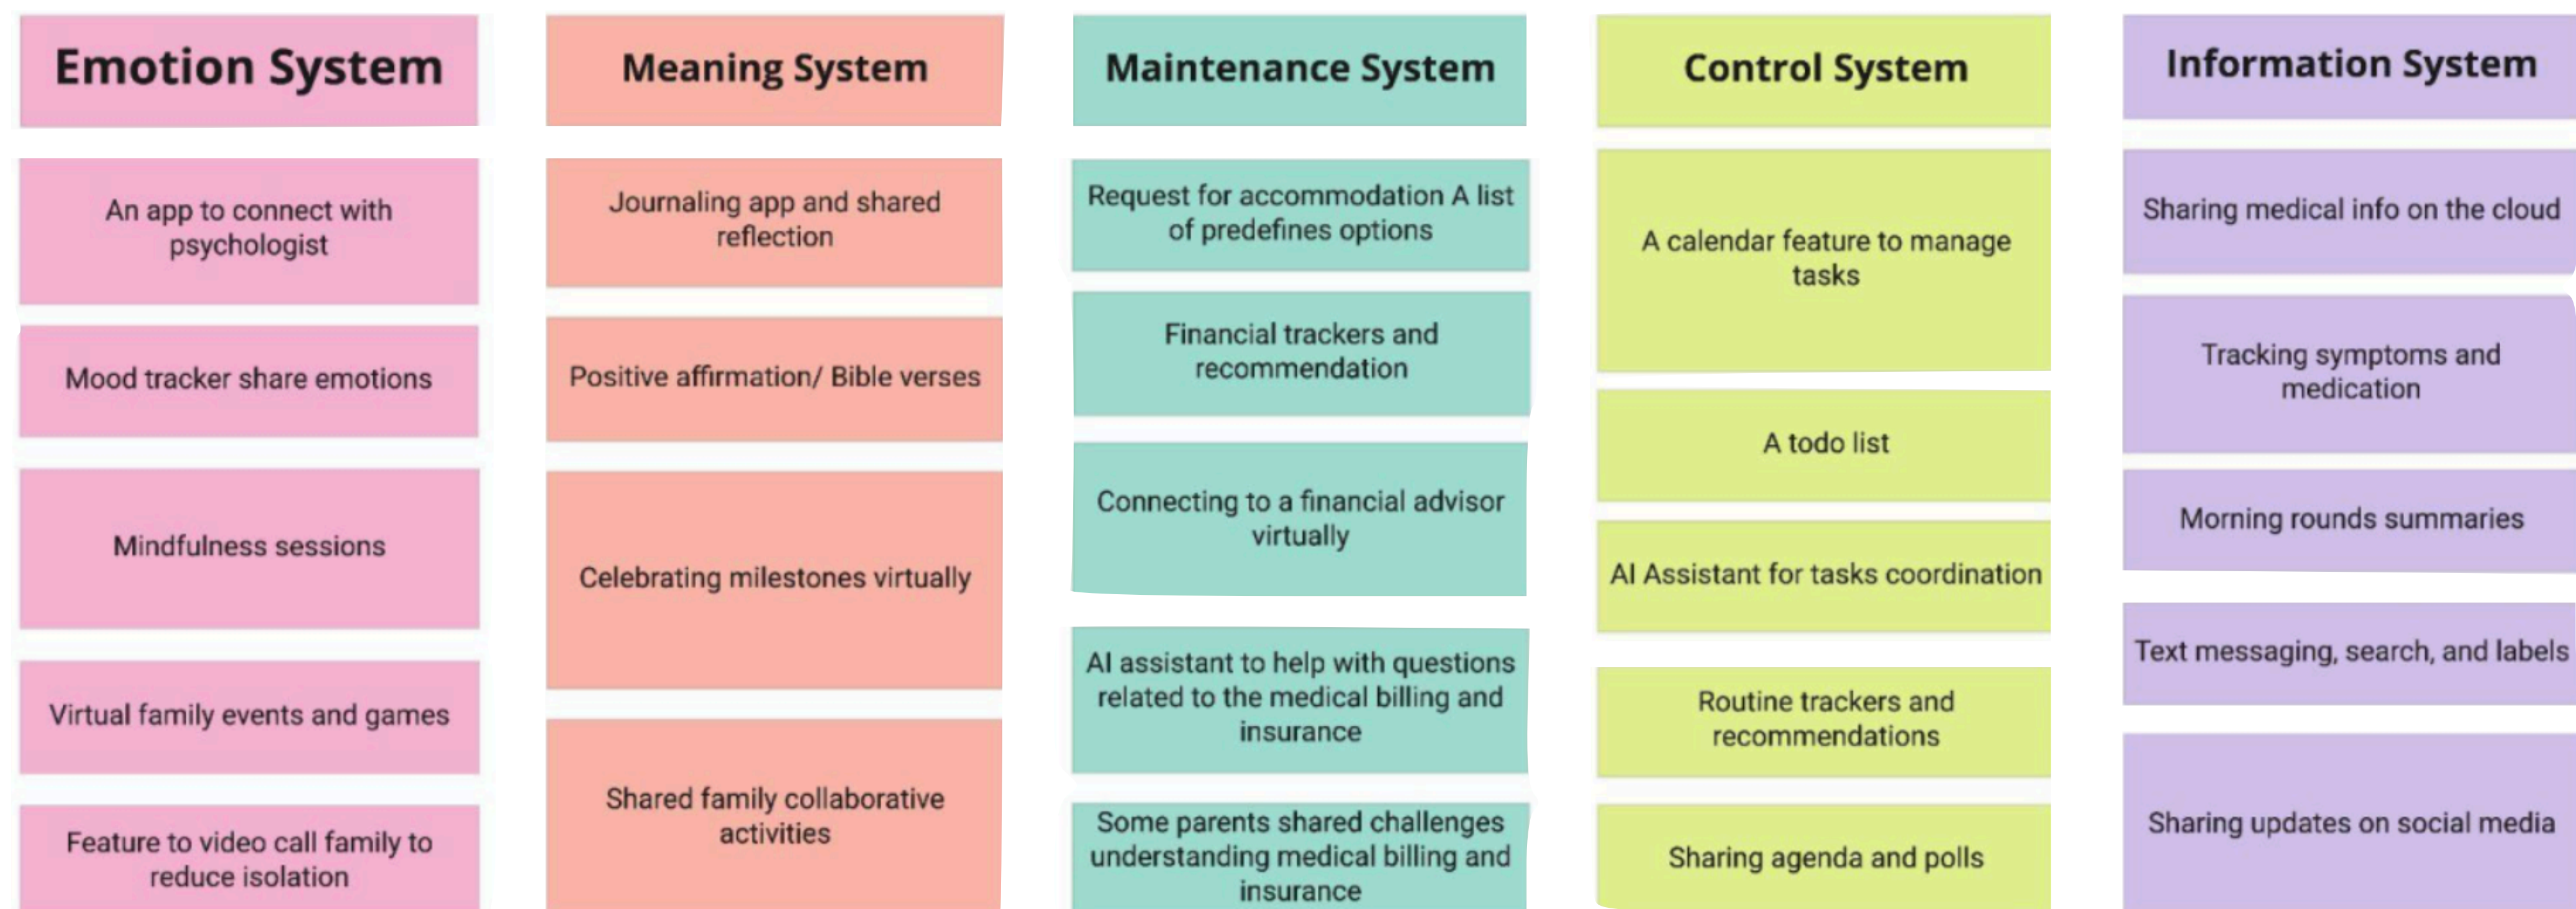 Emotion System
An app to connect with
psychologist
Mood tracker share emotions
Mindfulness sessions
Virtual family events and games
Feature to video call family to
reduce isolation
Meaning System
Journaling app and shared
reflection
Positive affirmation/ Bible verses
Celebrating milestones virtually
Shared family collaborative
activities
Maintenance System
Request for accommodation A list
of predefines options
Financial trackers and
recommendation
Connecting to a financial advisor
virtually
AI assistant to help with questions
related to the medical billing and
insurance
Some parents shared challenges
understanding medical billing and
insurance
Control System
A calendar feature to manage
tasks
A todo list
AI Assistant for tasks coordination
Routine trackers and
recommendations
Sharing agenda and polls
Information System
Sharing medical info on the cloud
Tracking symptoms and
medication
Morning rounds summaries
Text messaging, search, and labels
Sharing updates on social media